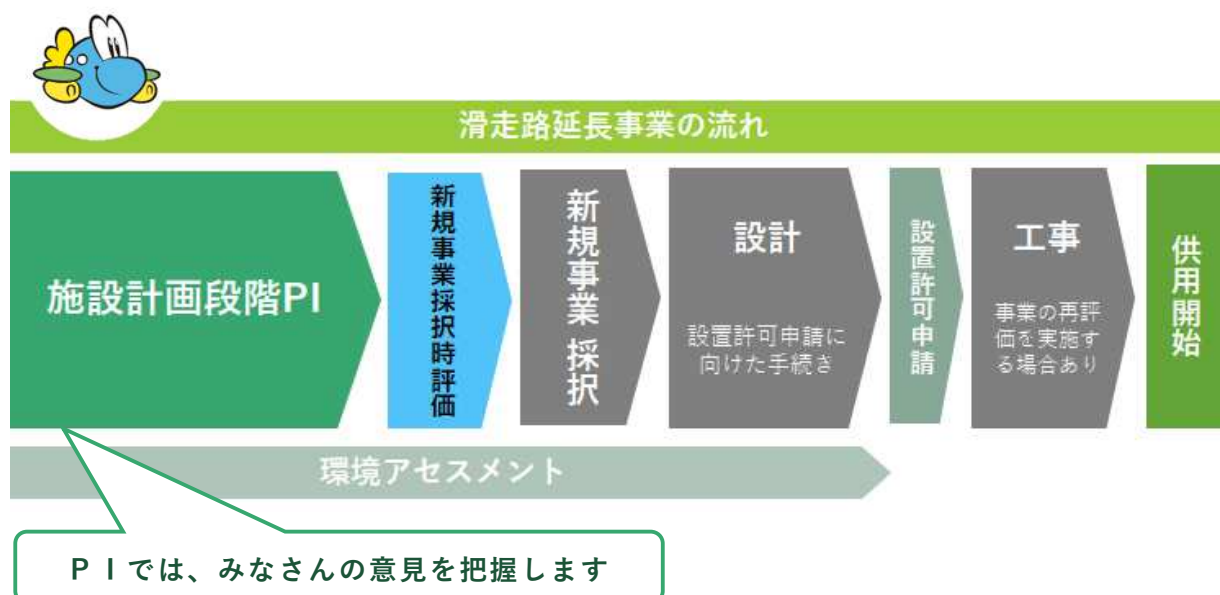 滑走路延長事業の流れ
施設計画段階PI
新規事業採択時評価
新規事業 採択
設計
設置許可申請に
向けた手続き
設置許可申請
工事
事業の再評
価を実施す
る場合あり
供用開始
環境アセスメント
ＰＩでは、みなさんの意見を把握します